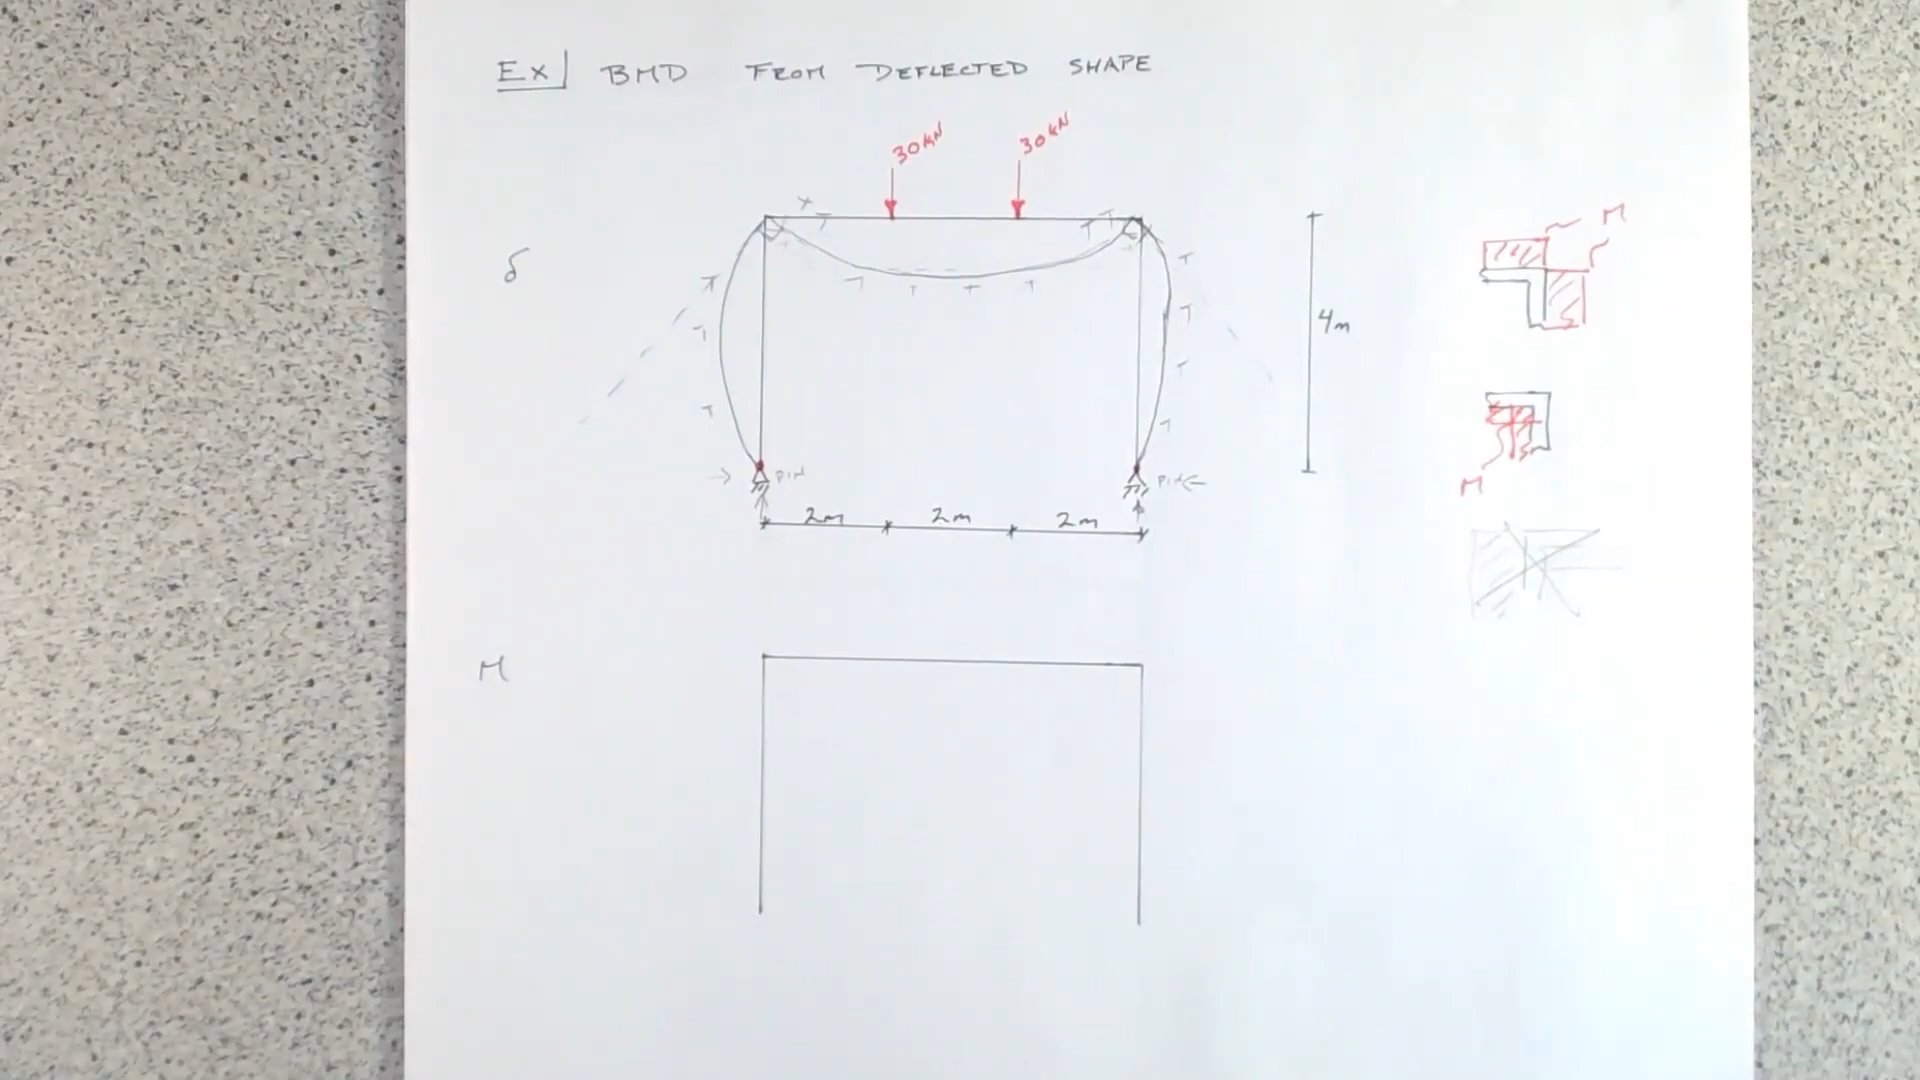 Ex BMD FROM DEFLECTED SHAPE
30kN 30kN
δ
4m
M
PIN PIN
2m 2m 2m
M
M